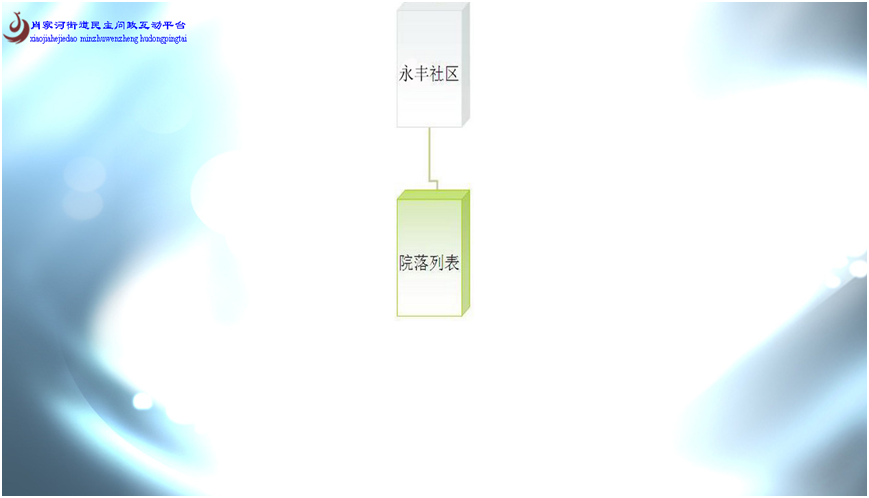 肖家河街道民主问政互动平台
xiaojiahejiedao minzhuwenzheng hudongpingtai
永丰社区
院落列表